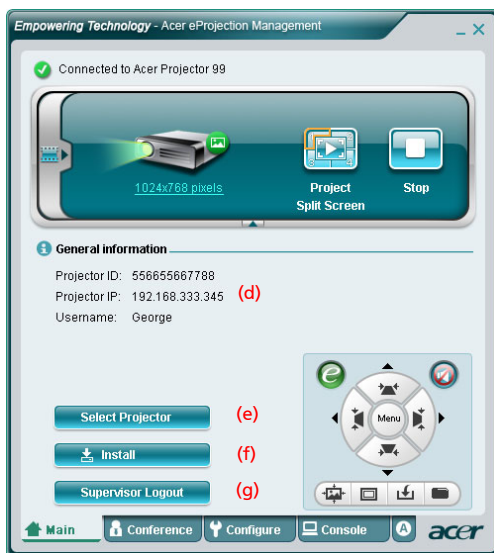 Empowering Technology - Acer eProjection Management
Connected to Acer Projector 99
1024x768 pixels
Project
Split Screen
Stop
General information
Projector ID: 556655667788
Projector IP: 192.168.333.345 (d)
Username: George
Select Projector (e)
Install (f)
Supervisor Logout (g)
e
Menu
Main Conference Configure Console A acer